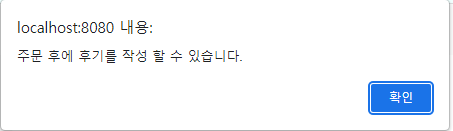 localhost:8080 내용:
주문 후에 후기를 작성 할 수 있습니다.
확인